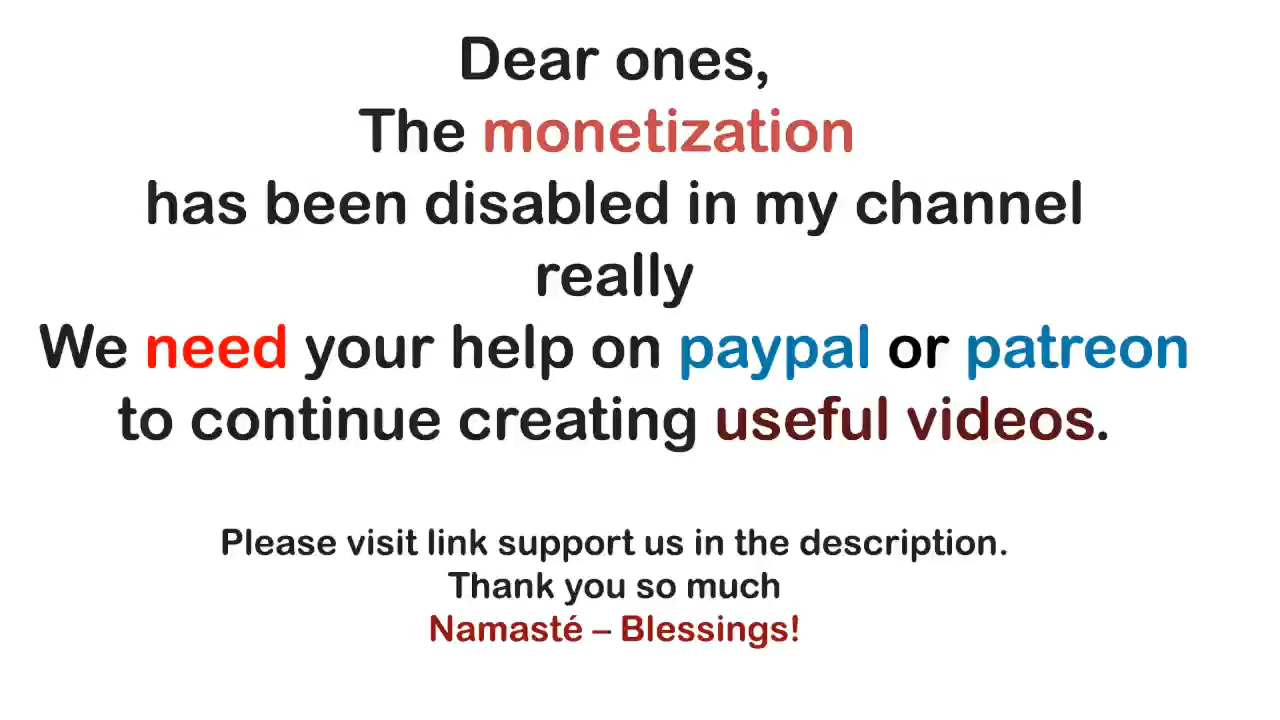 Dear ones,
The monetization
has been disabled in my channel
really
We need your help on paypal or patreon
to continue creating useful videos.
Please visit link support us in the description.
Thank you so much
Namasté – Blessings!